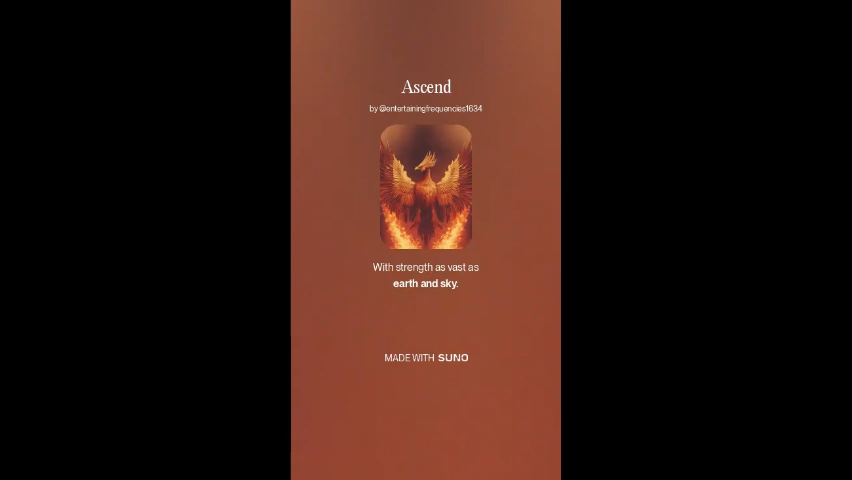 Ascend
by @entertainingfrequencies1634
With strength as vast as
earth and sky.
MADE WITH SUNO